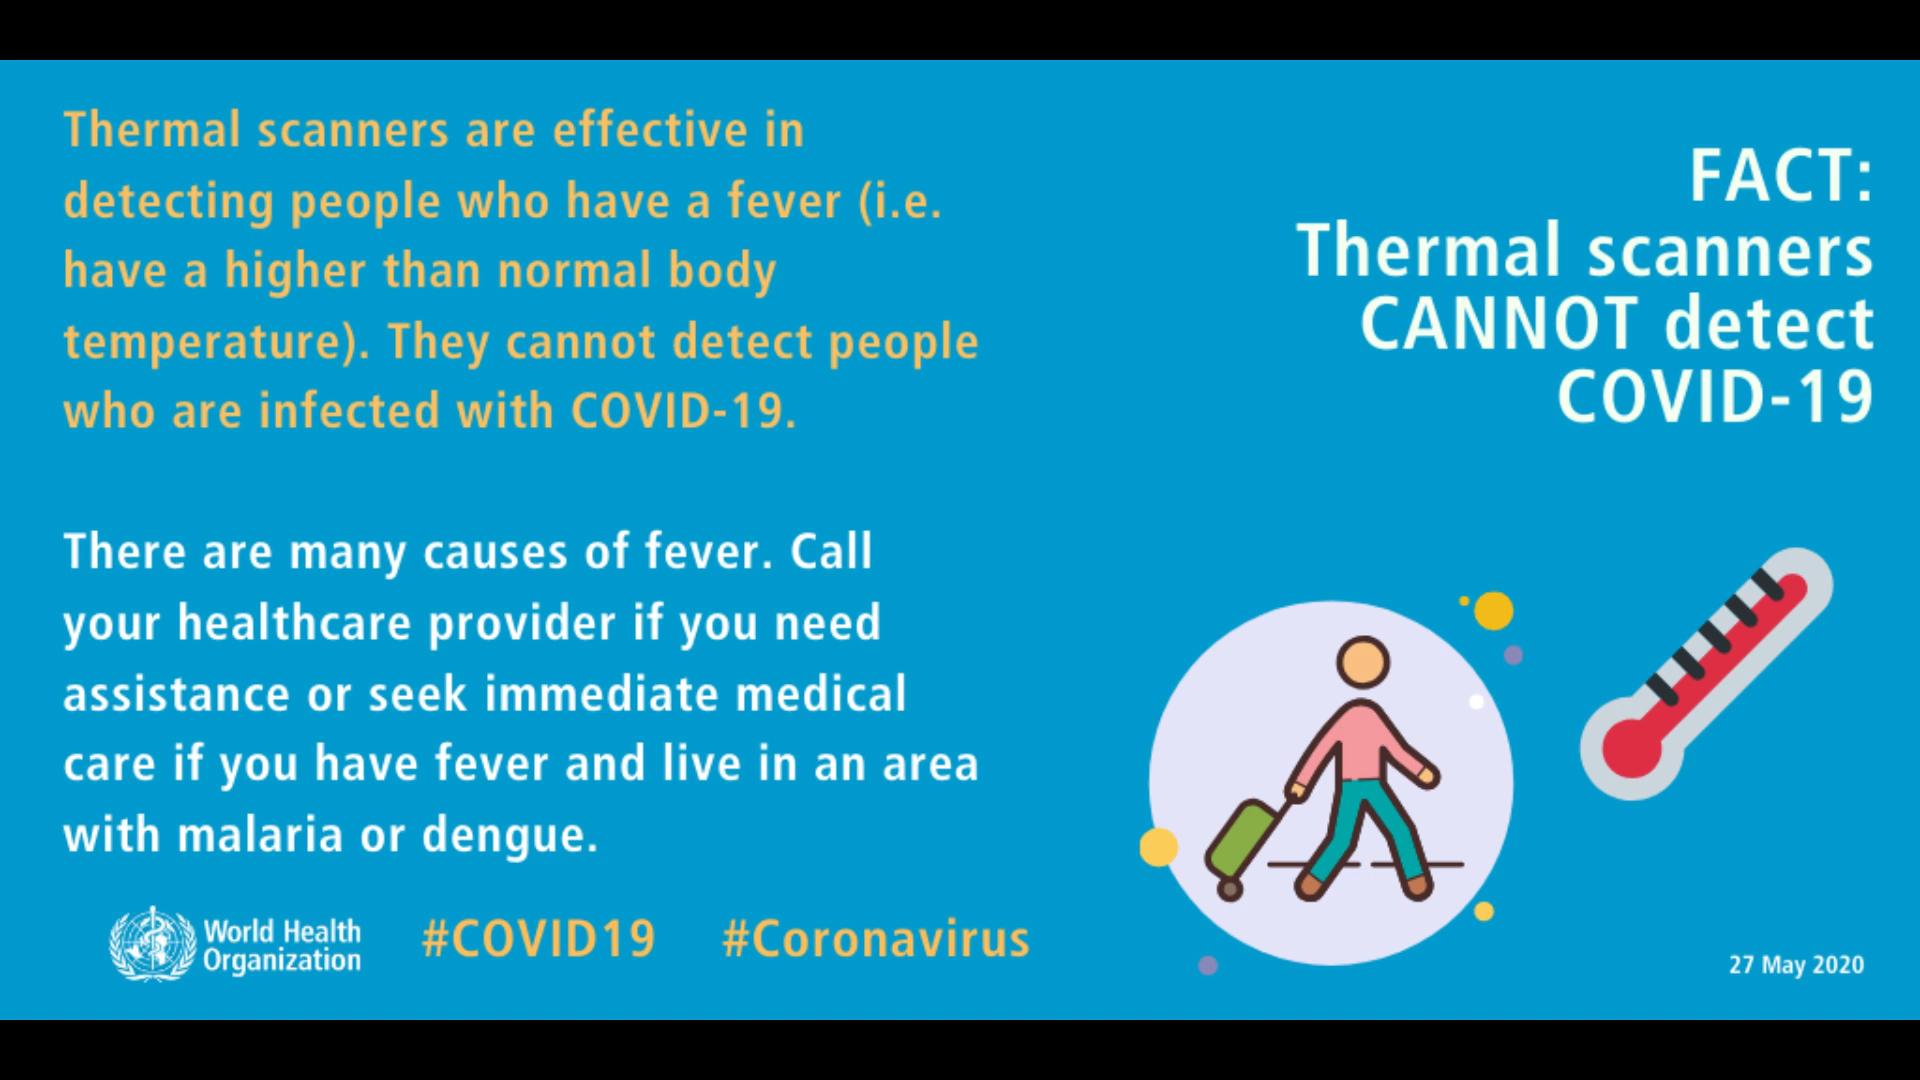 Thermal scanners are effective in
detecting people who have a fever (i.e.
have a higher than normal body
temperature). They cannot detect people
who are infected with COVID-19.
There are many causes of fever. Call
your healthcare provider if you need
assistance or seek immediate medical
care if you have fever and live in an area
with malaria or dengue.
FACT:
Thermal scanners
CANNOT detect
COVID-19
World Health
Organization
#COVID19 #Coronavirus
27 May 2020